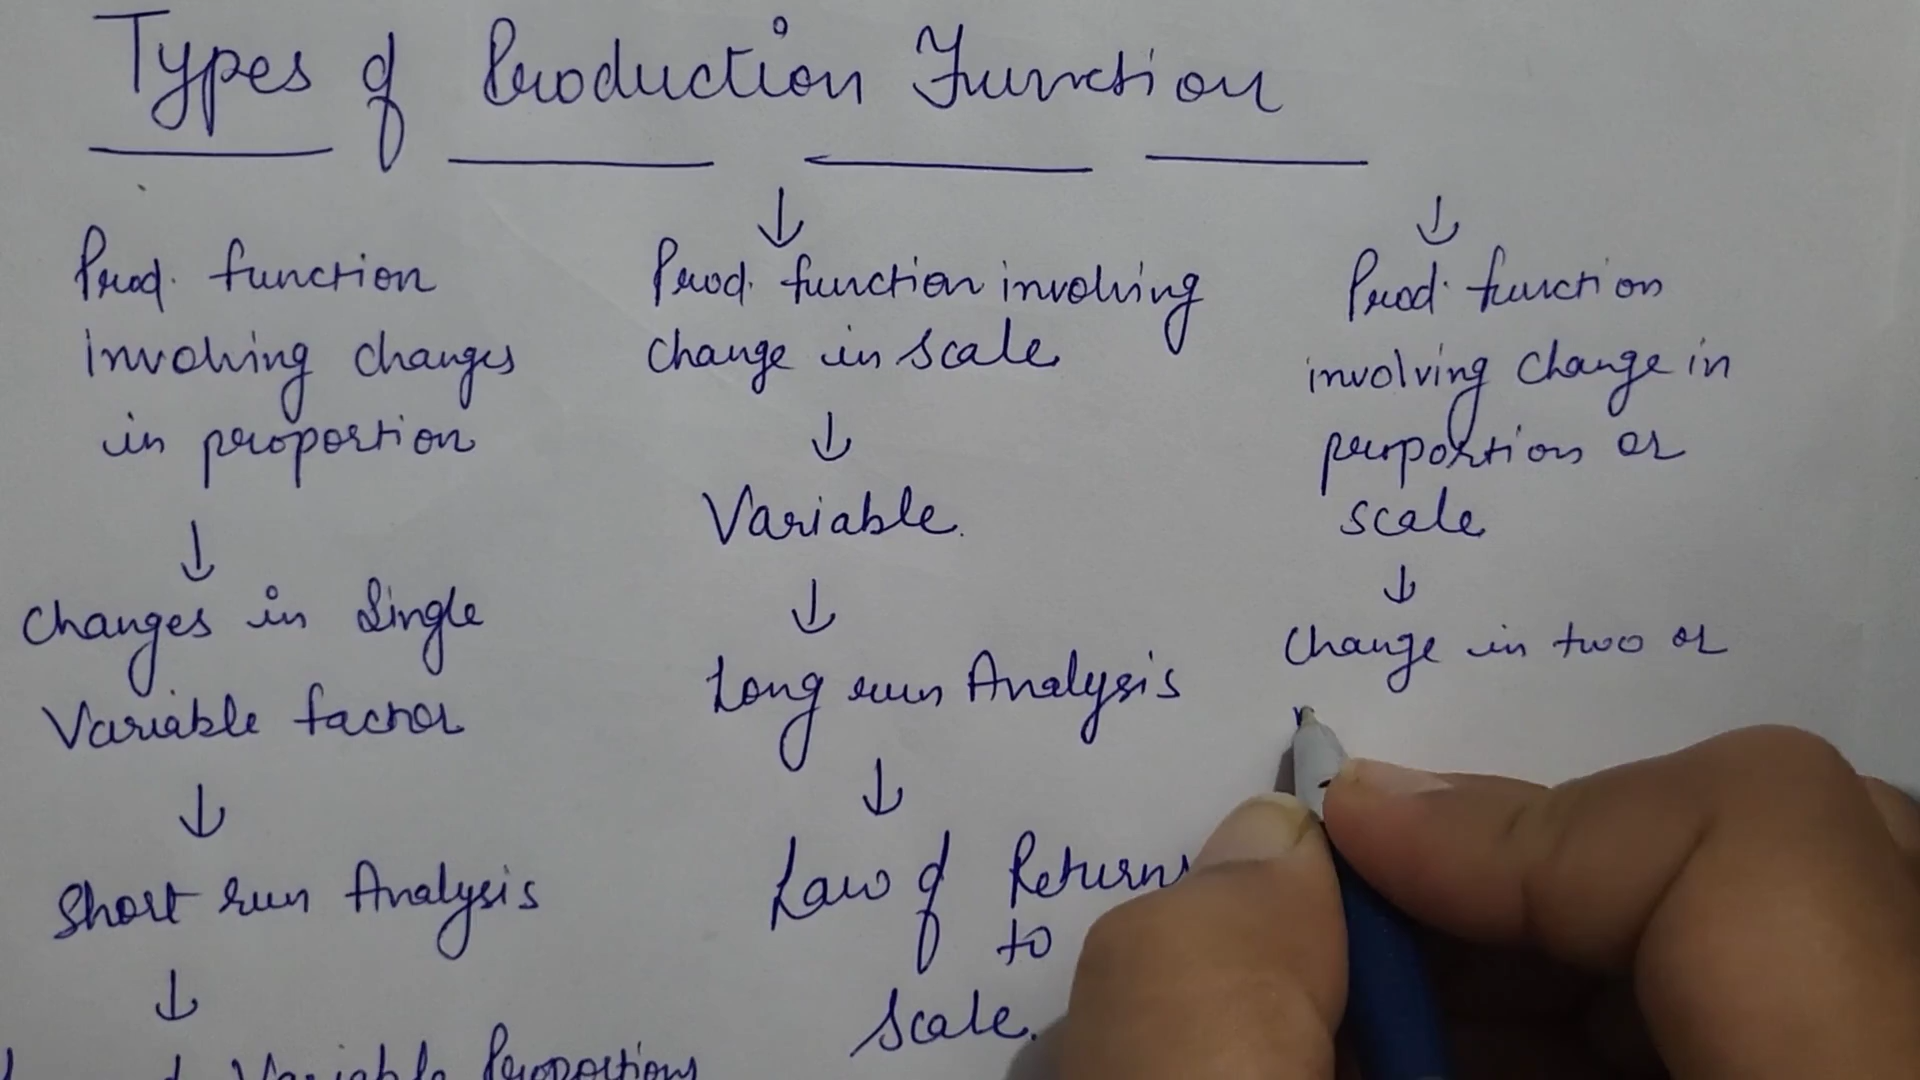 Types of Production Function
Prod. function
involving changes
in proportion
Changes in Single
Variable factor
Short run Analysis
Variable Proportions
Prod. function involving
change in scale
Variable.
Long run Analysis
Law of Returns
to
Scale.
Prod. function
involving change in
proportion or
scale
Change in two or